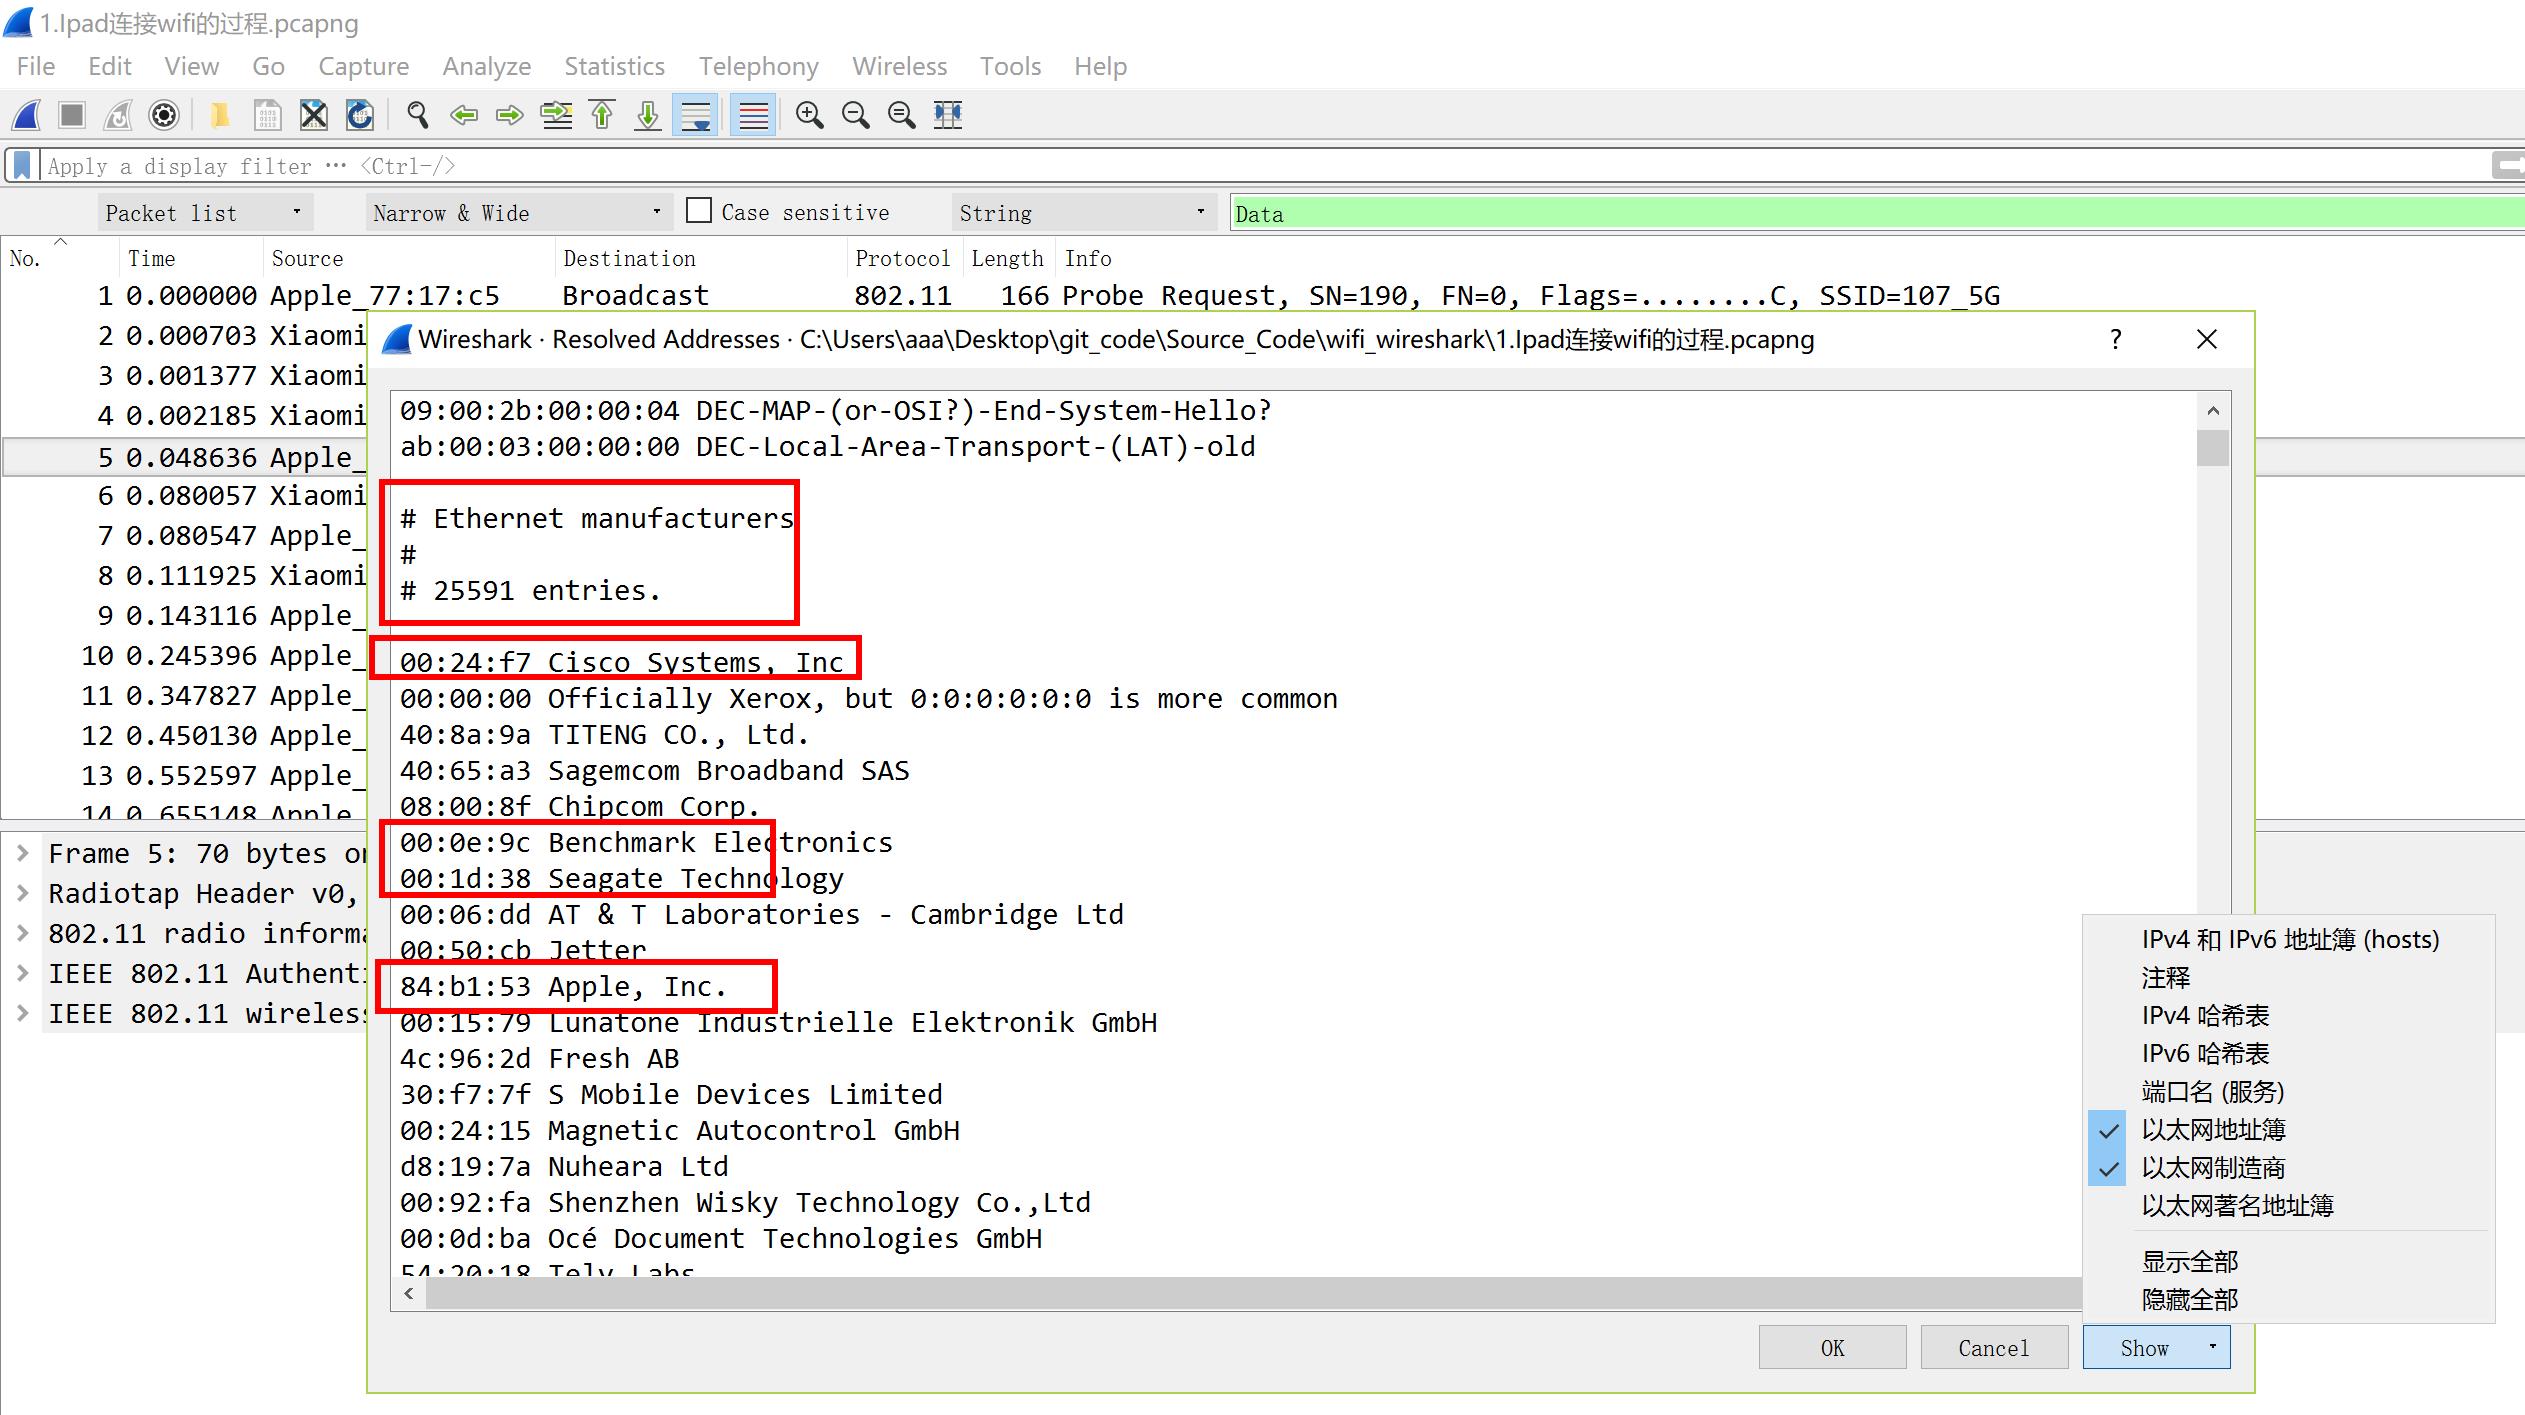 1.Ipad连接wifi的过程.pcapng
File Edit View Go Capture Analyze Statistics Telephony Wireless Tools Help
Apply a display filter … <Ctrl-/>
Packet list Narrow & Wide Case sensitive String Data
No. Time Source Destination Protocol Length Info
1 0.000000 Apple_77:17:c5 Broadcast 802.11 166 Probe Request, SN=190, FN=0, Flags=........C, SSID=107_5G
2 0.000703 Xiaomi
3 0.001377 Xiaomi
4 0.002185 Xiaomi
5 0.048636 Apple_
6 0.080057 Xiaomi
7 0.080547 Apple_
8 0.111925 Xiaomi
9 0.143116 Apple_
10 0.245396 Apple_
11 0.347827 Apple_
12 0.450130 Apple_
13 0.552597 Apple_
14 0.655148 Apple
Frame 5: 70 bytes on
Radiotap Header v0,
802.11 radio informa
IEEE 802.11 Authenti
IEEE 802.11 wireless
Wireshark · Resolved Addresses · C:\Users\aaa\Desktop\git_code\Source_Code\wifi_wireshark\1.Ipad连接wifi的过程.pcapng
?
09:00:2b:00:00:04 DEC-MAP-(or-OSI?)-End-System-Hello?
ab:00:03:00:00:00 DEC-Local-Area-Transport-(LAT)-old
# Ethernet manufacturers
#
# 25591 entries.
00:24:f7 Cisco Systems, Inc
00:00:00 Officially Xerox, but 0:0:0:0:0:0 is more common
40:8a:9a TITENG CO., Ltd.
40:65:a3 Sagemcom Broadband SAS
08:00:8f Chipcom Corp.
00:0e:9c Benchmark Electronics
00:1d:38 Seagate Technology
00:06:dd AT & T Laboratories - Cambridge Ltd
00:50:cb Jetter
84:b1:53 Apple, Inc.
00:15:79 Lunatone Industrielle Elektronik GmbH
4c:96:2d Fresh AB
30:f7:7f S Mobile Devices Limited
00:24:15 Magnetic Autocontrol GmbH
d8:19:7a Nuheara Ltd
00:92:fa Shenzhen Wisky Technology Co.,Ltd
00:0d:ba Océ Document Technologies GmbH
54:20:18 Tely Labs
IPv4 和 IPv6 地址簿 (hosts)
注释
IPv4 哈希表
IPv6 哈希表
端口名 (服务)
以太网地址簿
以太网制造商
以太网著名地址簿
显示全部
隐藏全部
OK Cancel Show